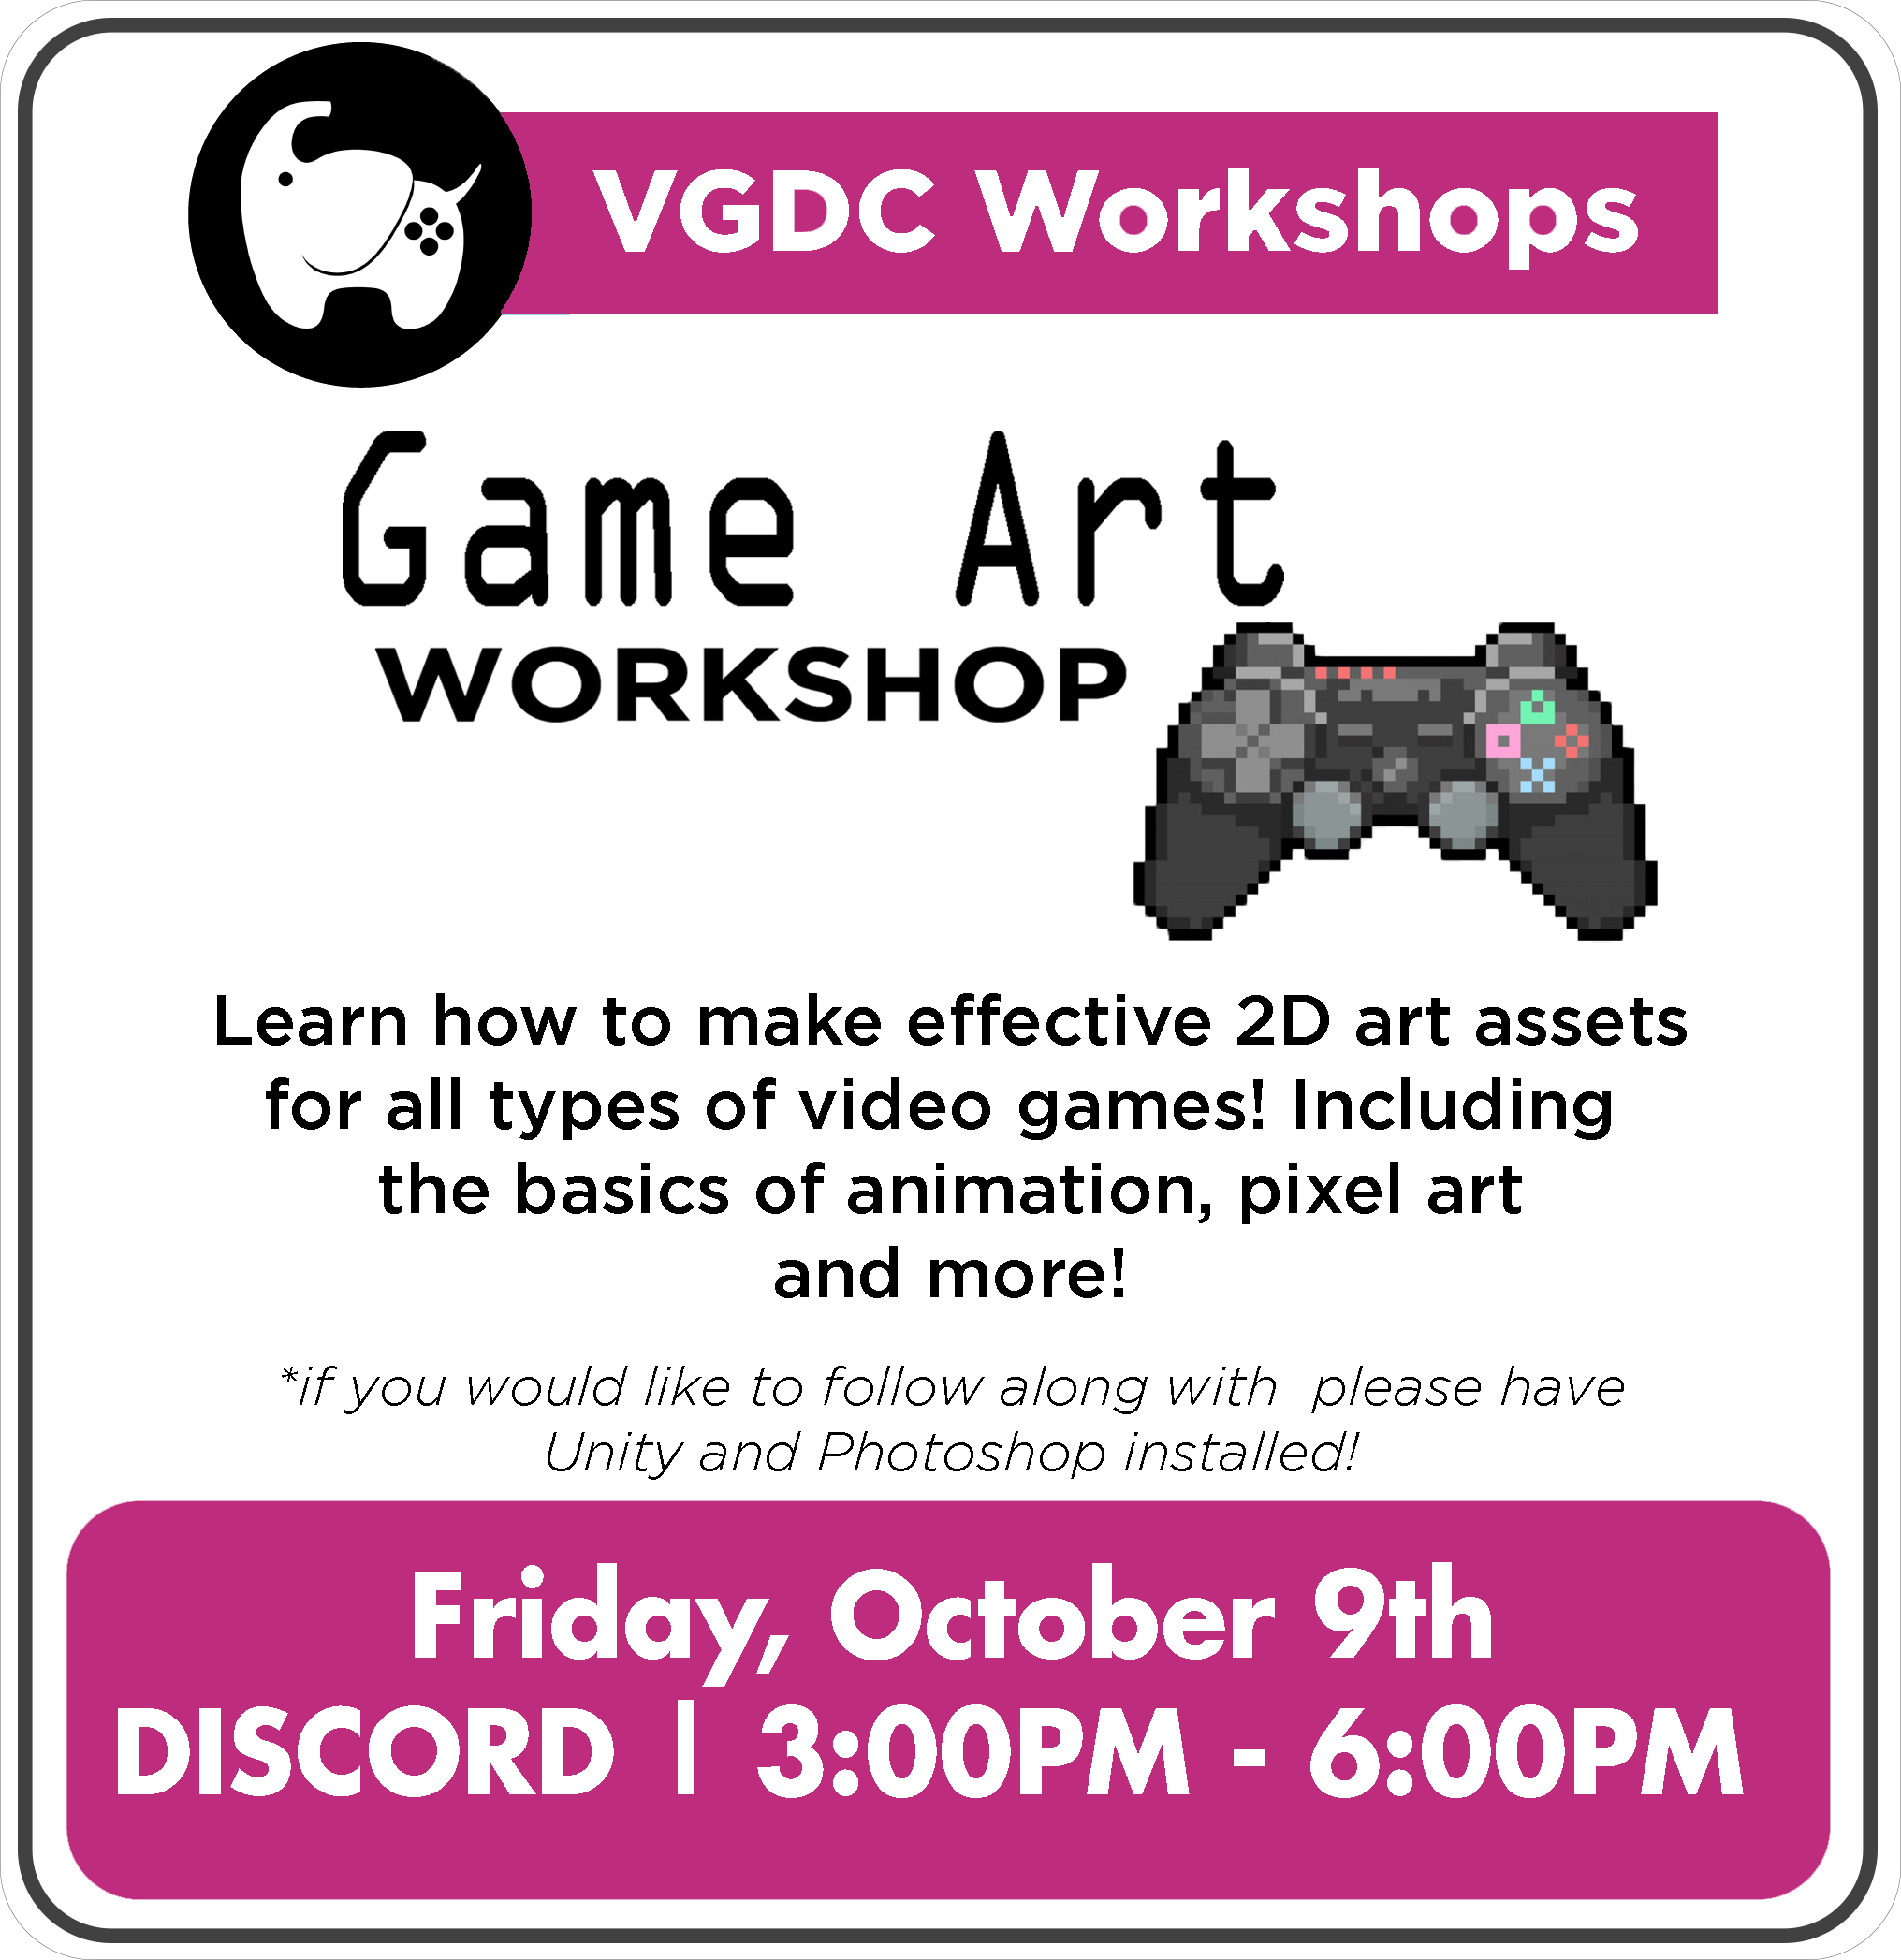 VGDC Workshops
Game Art
WORKSHOP
Learn how to make effective 2D art assets
for all types of video games! Including
the basics of animation, pixel art
and more!
*if you would like to follow along with  please have
Unity and Photoshop installed!
Friday, October 9th
DISCORD | 3:00PM - 6:00PM